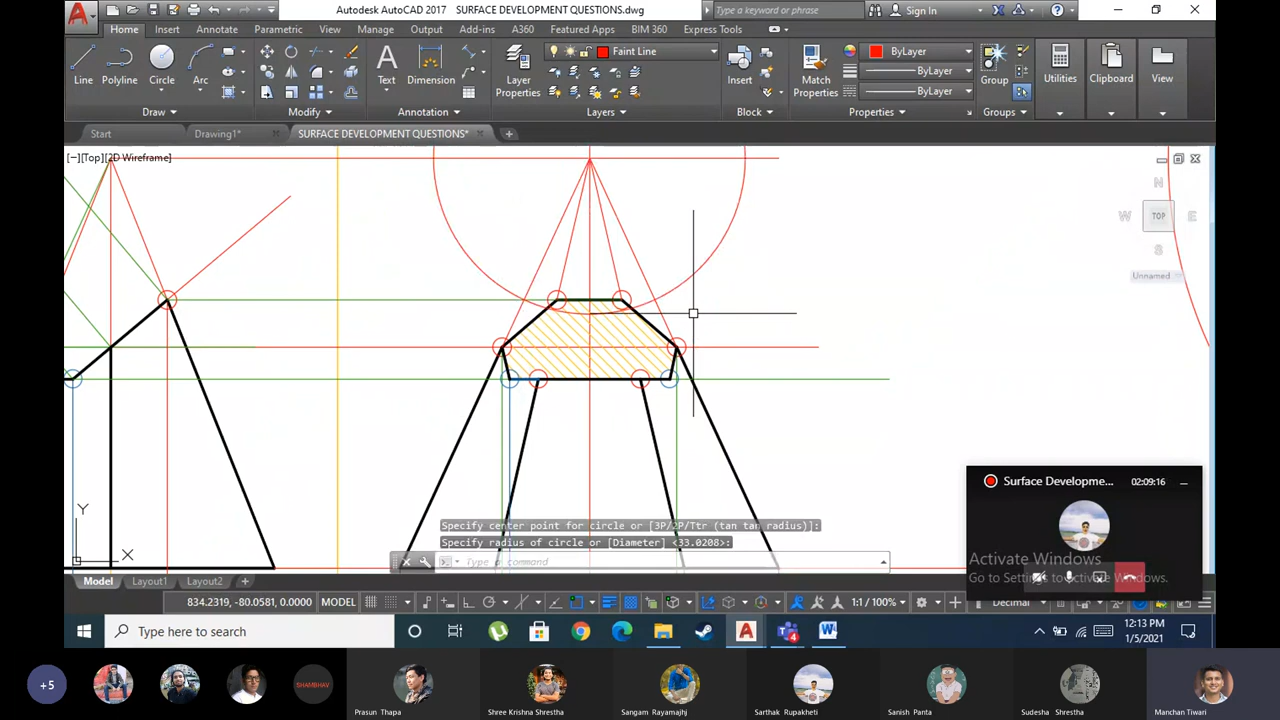 Autodesk AutoCAD 2017 SURFACE DEVELOPMENT QUESTIONS.dwg
Type a keyword or phrase
Sign In
Home Insert Annotate Parametric View Manage Output Add-ins A360 Featured Apps BIM 360 Express Tools
Line Polyline Circle Arc
Text Dimension
Layer Properties
Faint Line
Insert
Match Properties
ByLayer
ByLayer
ByLayer
Group
Utilities
Clipboard
View
Draw Modify Annotation Layers Block Properties Groups
Start Drawing1* SURFACE DEVELOPMENT QUESTIONS*
[−][Top][2D Wireframe]
N
W TOP E
S
Unnamed
Surface Developme... 02:09:16
Y
X
Specify center point for circle or [3P/2P/Ttr (tan tan radius)]:
Specify radius of circle or [Diameter] <33.0208>:
Type a command
Activate Windows
Go to Settings to activate Windows.
Model Layout1 Layout2
834.2319, -80.0581, 0.0000 MODEL 1:1 / 100% Decimal
Type here to search
12:13 PM
1/5/2021
+5
SHAMBHAV
Prasun Thapa
Shree Krishna Shrestha
Sangam Rayamajhi
Sarthak Rupakheti
Sanish Panta
Sudesha Shrestha
Manchan Tiwari